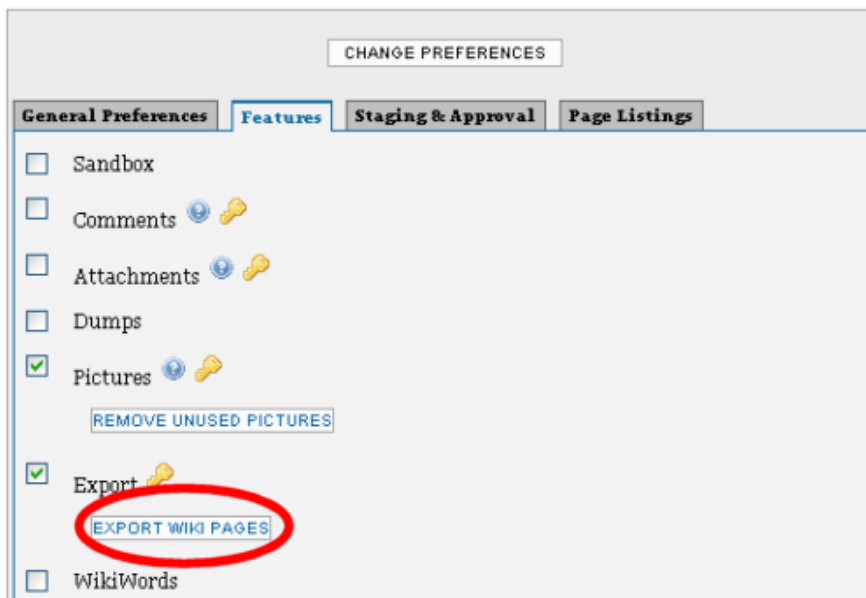 CHANGE PREFERENCES
General Preferences Features Staging & Approval Page Listings
Sandbox
Comments
Attachments
Dumps
Pictures
REMOVE UNUSED PICTURES
Export
EXPORT WIKI PAGES
WikiWords